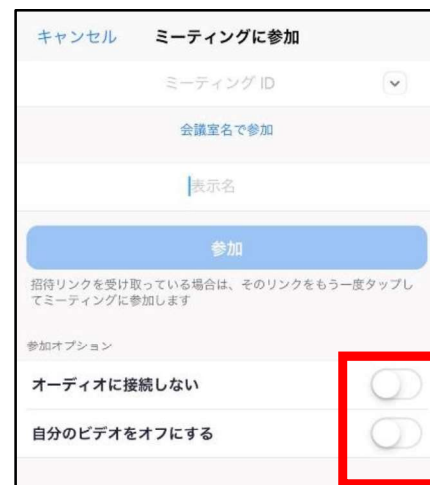 キャンセル ミーティングに参加
ミーティング ID
会議室名で参加
表示名
参加
招待リンクを受け取っている場合は、そのリンクをもう一度タップし
てミーティングに参加します
参加オプション
オーディオに接続しない
自分のビデオをオフにする